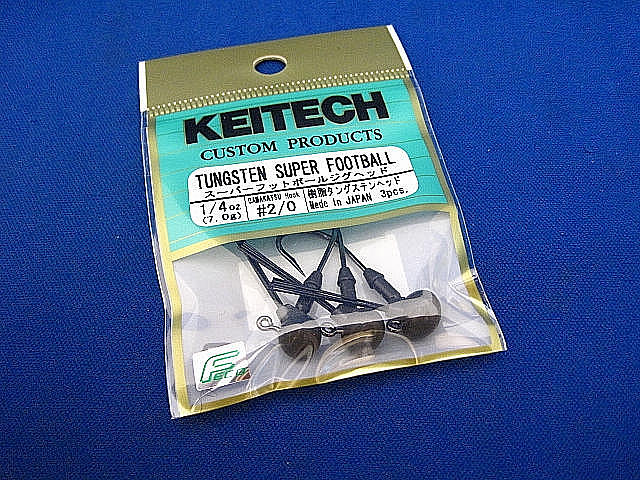 KEITECH
CUSTOM PRODUCTS
TUNGSTEN SUPER FOOTBALL
スーパーフットボールジグヘッド
1/4oz
(7.0g)
GAMAKATSU Hook
#2/0
樹脂タングステンヘッド
Made in JAPAN 3pcs.
F